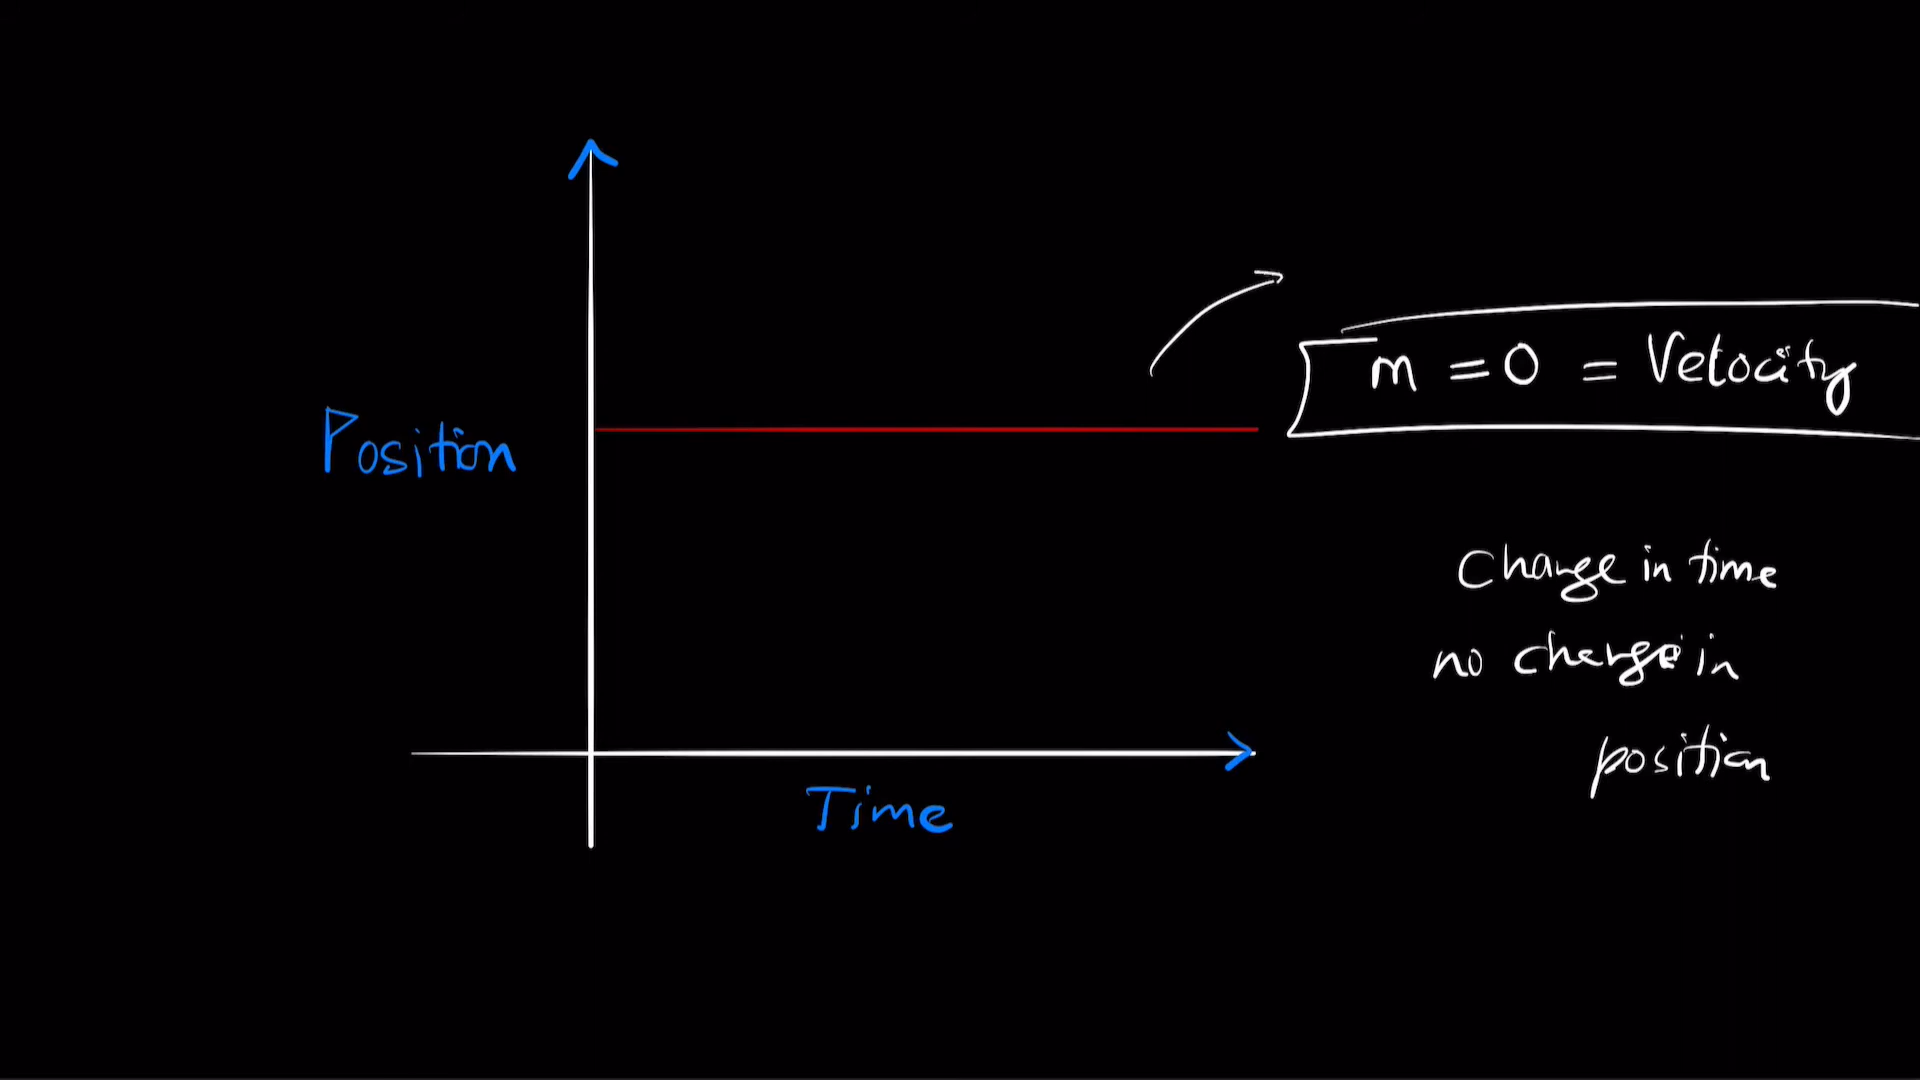 Position
Time
m = 0 = Velocity
Change in time
no change in
position